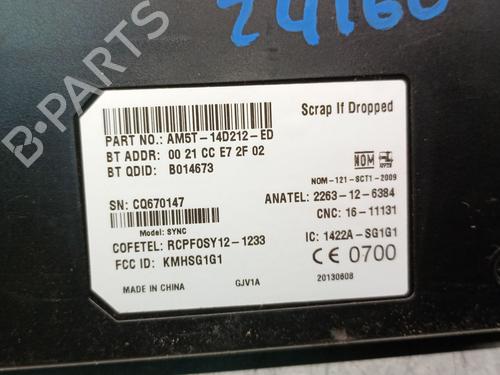 24160
Scrap If Dropped
PART NO.: AM5T-14D212-ED
BT ADDR: 00 21 CC E7 2F 02
BT QDID: B014673
NOM
NOM-121-SCT1-2009
SN: CQ670147
ANATEL: 2263-12-6384
CNC: 16-11131
Model: SYNC
COFETEL: RCPFOSY12-1233
IC: 1422A-SG1G1
FCC ID: KMHSG1G1
CE 0700
MADE IN CHINA
GJV1A
20130608
B-PARTS